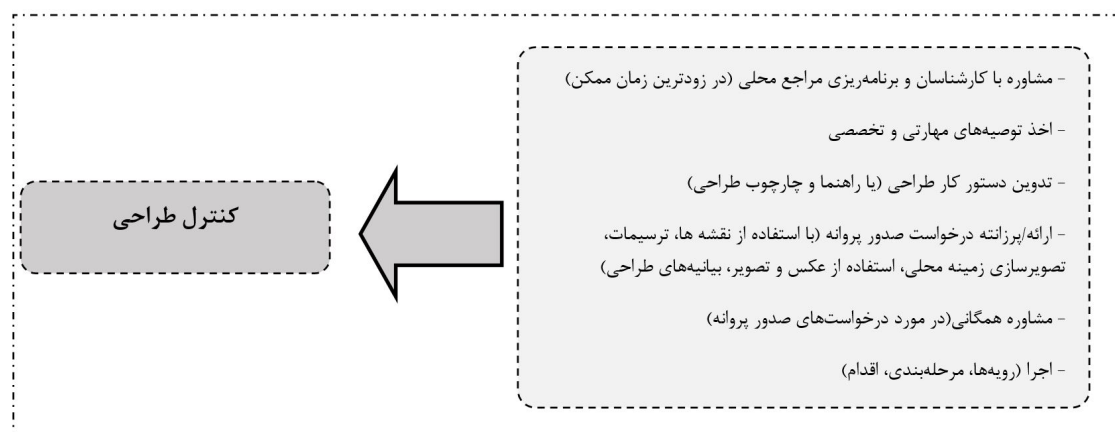 - مشاوره با کارشناسان و برنامه‌ریزی مراجع محلی (در زودترین زمان ممکن)
- اخذ توصیه‌های مهارتی و تخصصی
- تدوین دستور کار طراحی (یا راهنما و چارچوب طراحی)
- ارائه/پرزانته درخواست صدور پروانه (با استفاده از نقشه ها، ترسیمات،
تصویرسازی زمینه محلی، استفاده از عکس و تصویر، بیانیه‌های طراحی)
- مشاوره همگانی(در مورد درخواست‌های صدور پروانه)
- اجرا (رویه‌ها، مرحله‌بندی، اقدام)
کنترل طراحی